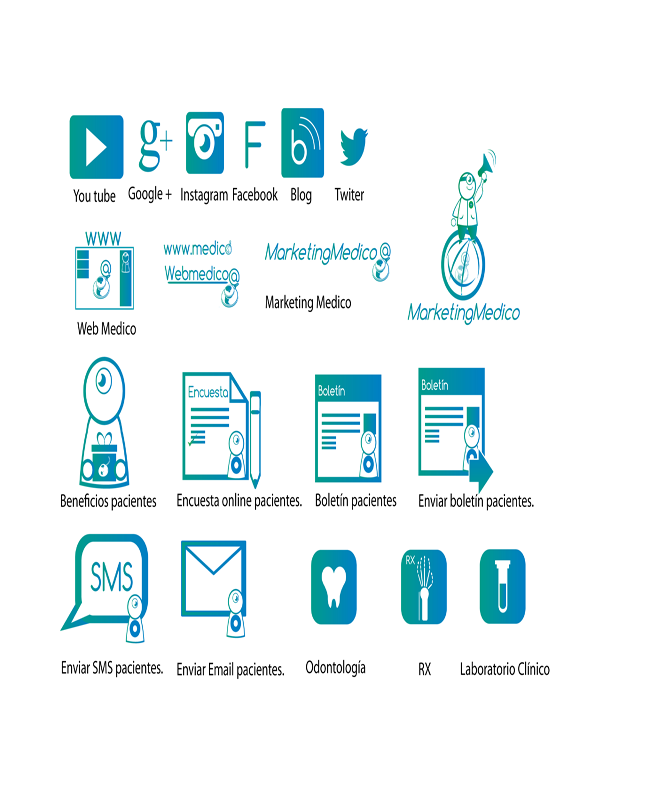 g+
F
b
You tube
Google +
Instagram
Facebook
Blog
Twiter
www
@
Web Medico
www.medico
Webmedico@
MarketingMedico@
Marketing Medico
MarketingMedico
Beneficios pacientes
Encuesta
Encuesta online pacientes.
Boletín
Boletín pacientes
Boletín
Enviar boletín pacientes.
SMS
Enviar SMS pacientes.
Enviar Email pacientes.
Odontología
RX
RX
Laboratorio Clínico